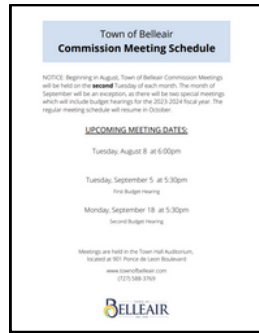 Town of Belleair
Commission Meeting Schedule
NOTICE: Beginning in August, Town of Belleair Commission Meetings
will be held on the second Tuesday of each month. The month of
September will be an exception, as there will be two special meetings
which will include budget hearings for the 2023-2024 fiscal year. The
regular meeting schedule will resume in October.
UPCOMING MEETING DATES:
Tuesday, August 8 at 6:00pm
Tuesday, September 5 at 5:30pm
First Budget Hearing
Monday, September 18 at 5:30pm
Second Budget Hearing
Meetings are held in the Town Hall Auditorium,
located at 901 Ponce de Leon Boulevard
www.townofbelleair.com
(727) 588-3769
BELLEAIR